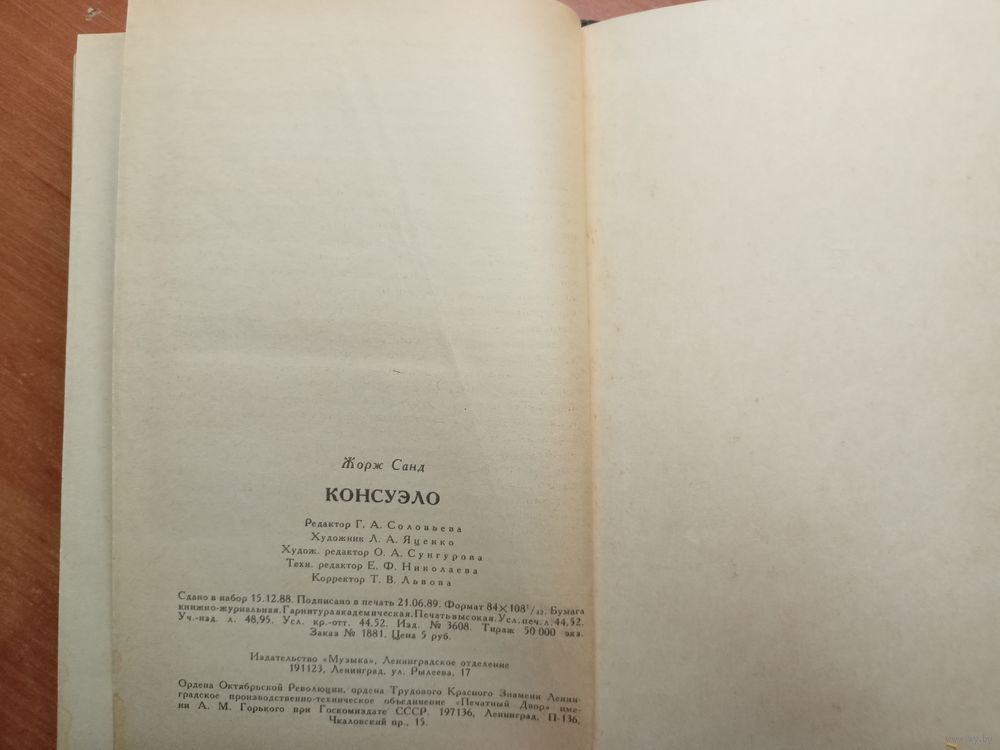 Жорж Санд
КОНСУЭЛО
Редактор Г. А. Соловьева
Художник Л. А. Яценко
Худож. редактор О. А. Сунгурова
Техн. редактор Е. Ф. Николаева
Корректор Т. В. Львова
Сдано в набор 15.12.88. Подписано в печать 21.06.89. Формат 84×108¹/₃₂. Бумага
книжно-журнальная. Гарнитура академическая. Печать высокая. Усл. печ. л 44,52.
Уч.-изд. л. 48,95. Усл. кр.-отт. 44,52. Изд. № 3608. Тираж 50 000 экз.
Заказ № 1881. Цена 5 руб.
Издательство «Музыка», Ленинградское отделение
191123, Ленинград, ул Рылеева, 17
Ордена Октябрьской Революции, ордена Трудового Красного Знамени Ленин-
градское производственно-техническое объединение «Печатный Двор» име-
ни А. М. Горького при Госкомиздате СССР. 197136, Ленинград, П-136,
Чкаловский пр., 15.